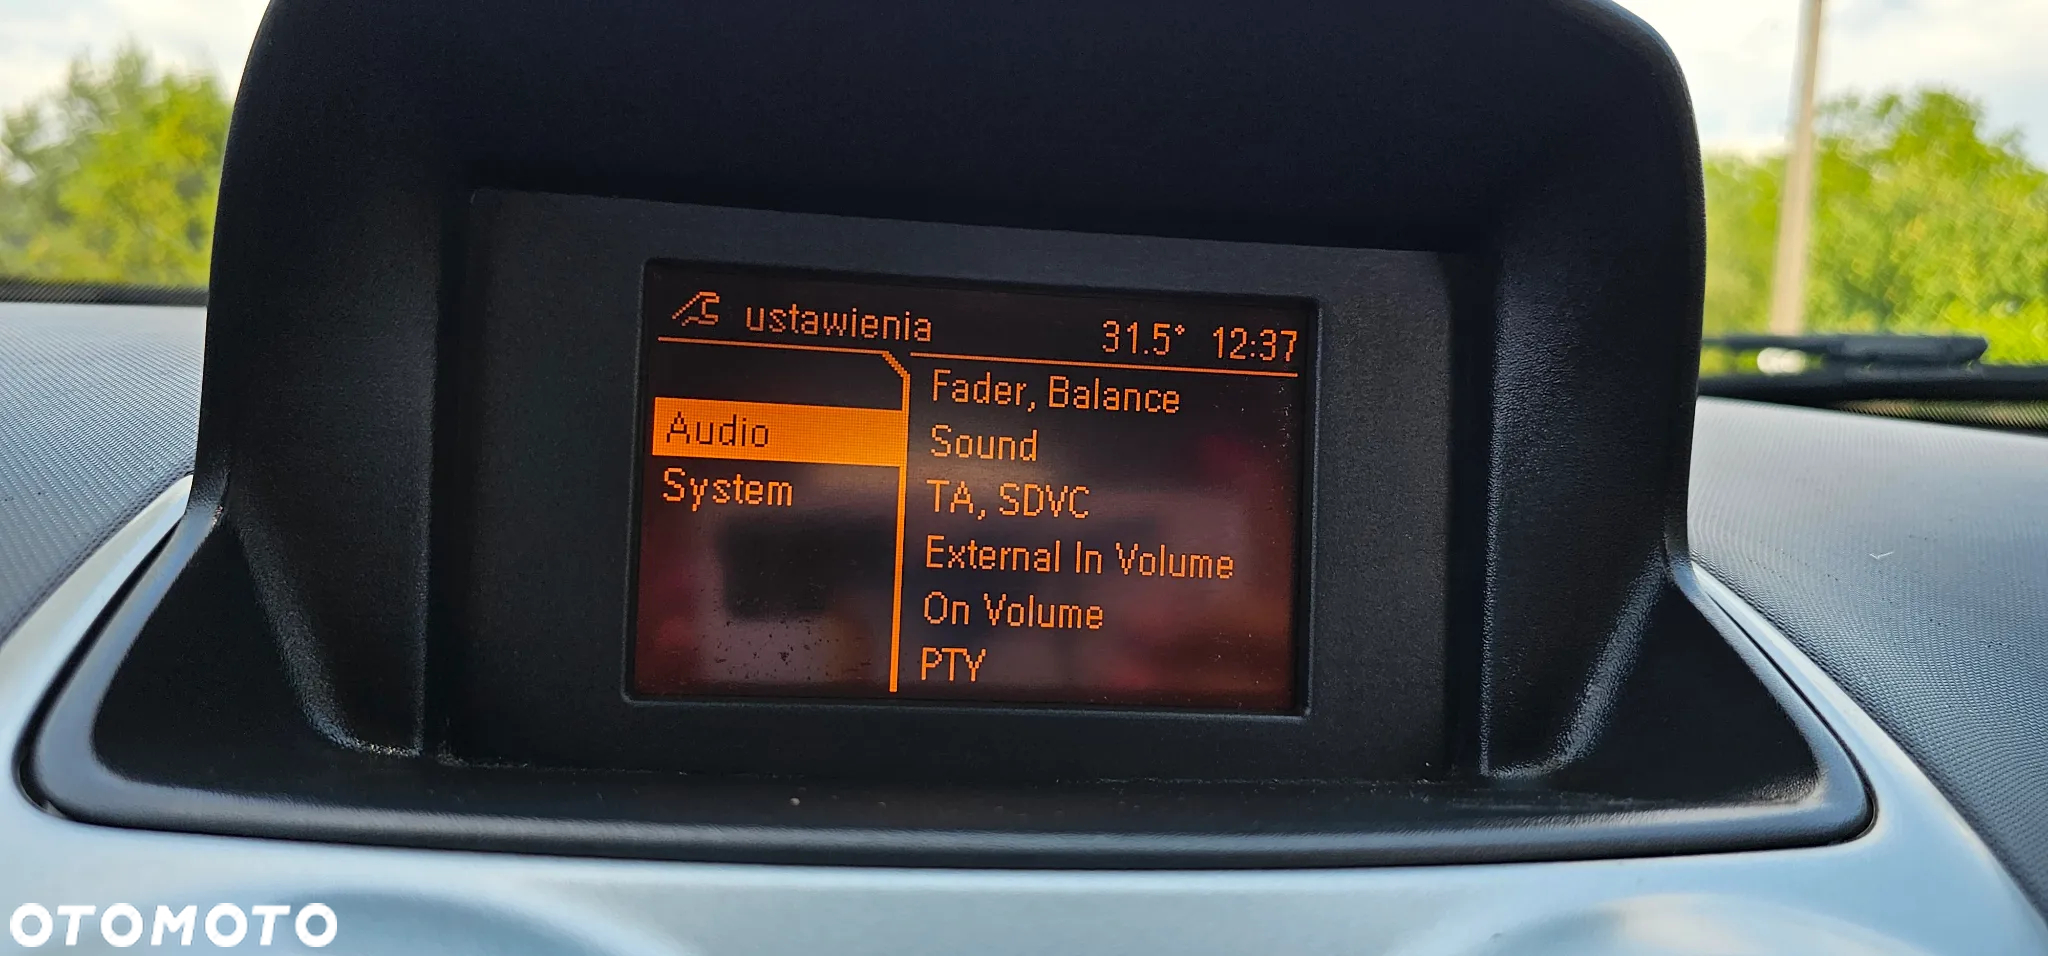 ustawienia 31.5° 12:37
Audio
System
Fader, Balance
Sound
TA, SDVC
External In Volume
On Volume
PTY
OTOMOTO